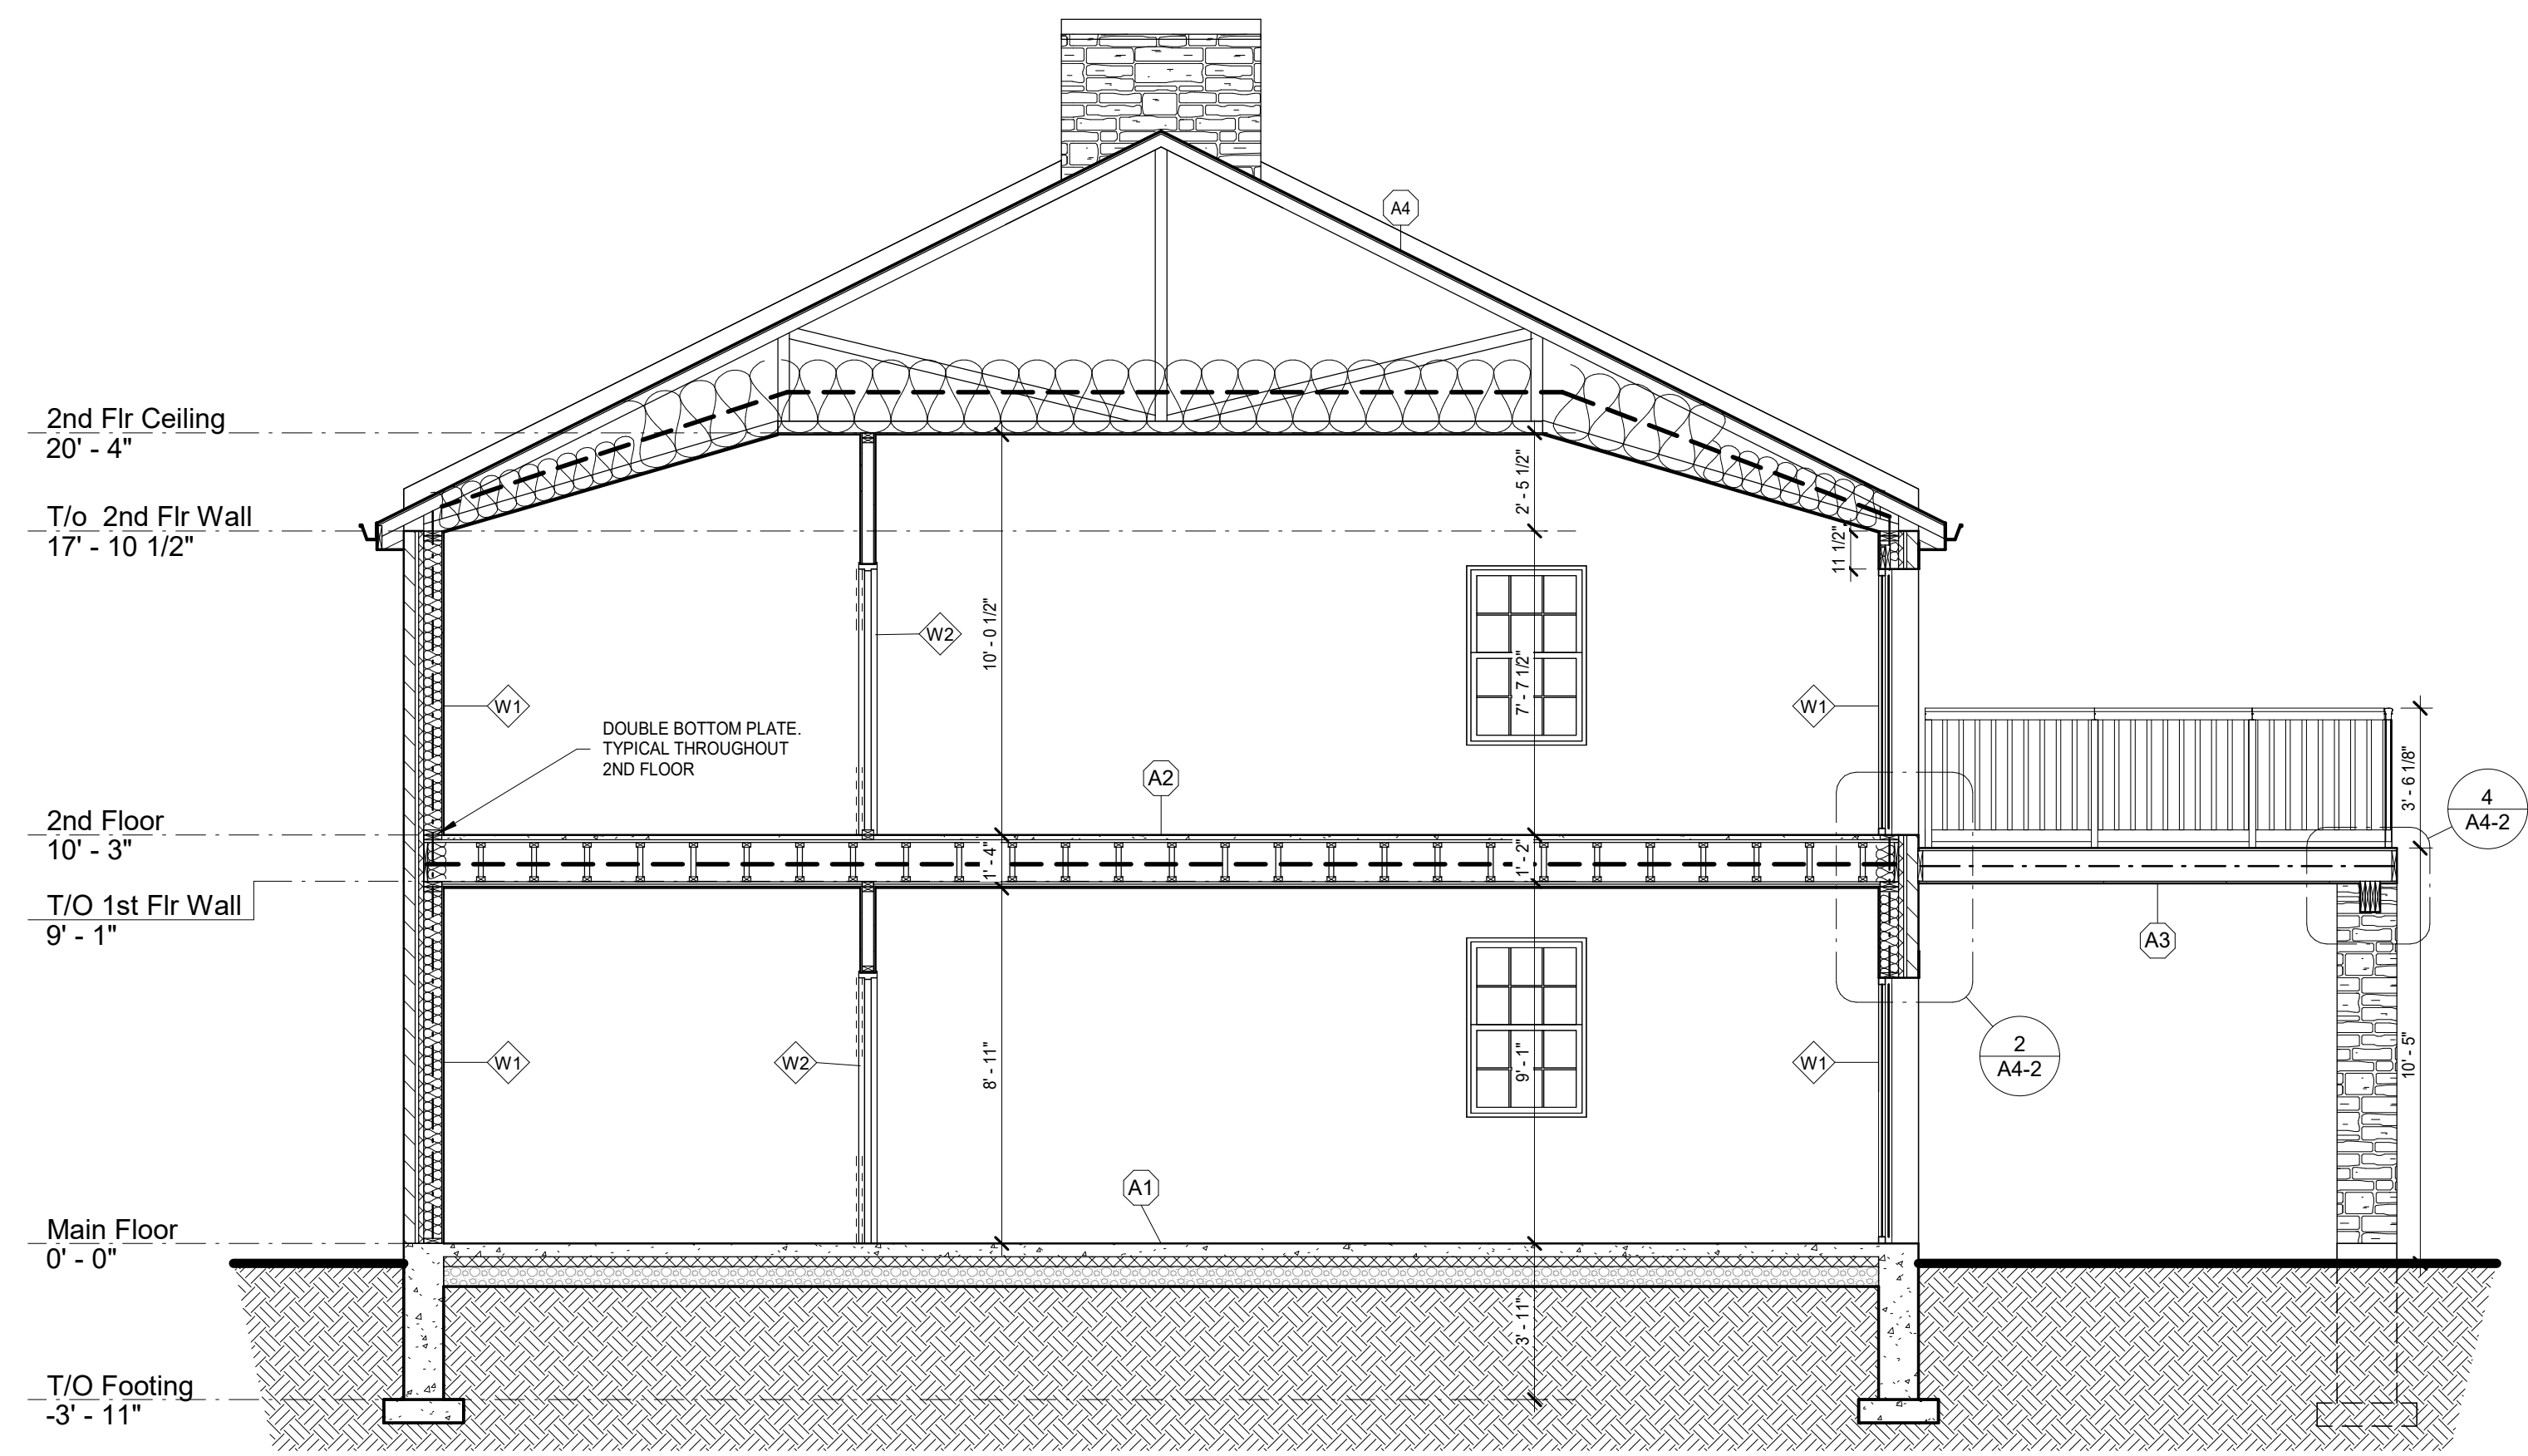 A4
2nd Flr Ceiling
20' - 4"
2' - 5 1/2"
T/o  2nd Flr Wall
17' - 10 1/2"
11 1/2"
10' - 0 1/2"
W2
7' - 7 1/2"
W1
W1
DOUBLE BOTTOM PLATE.
TYPICAL THROUGHOUT
2ND FLOOR
A2
3' - 6 1/8"
4
A4-2
2nd Floor
10' - 3"
1' - 4"
1' - 2"
T/O 1st Flr Wall
9' - 1"
A3
W1
W2
8' - 11"
9' - 1"
W1
2
A4-2
10' - 5"
A1
Main Floor
0' - 0"
3' - 11"
T/O Footing
-3' - 11"